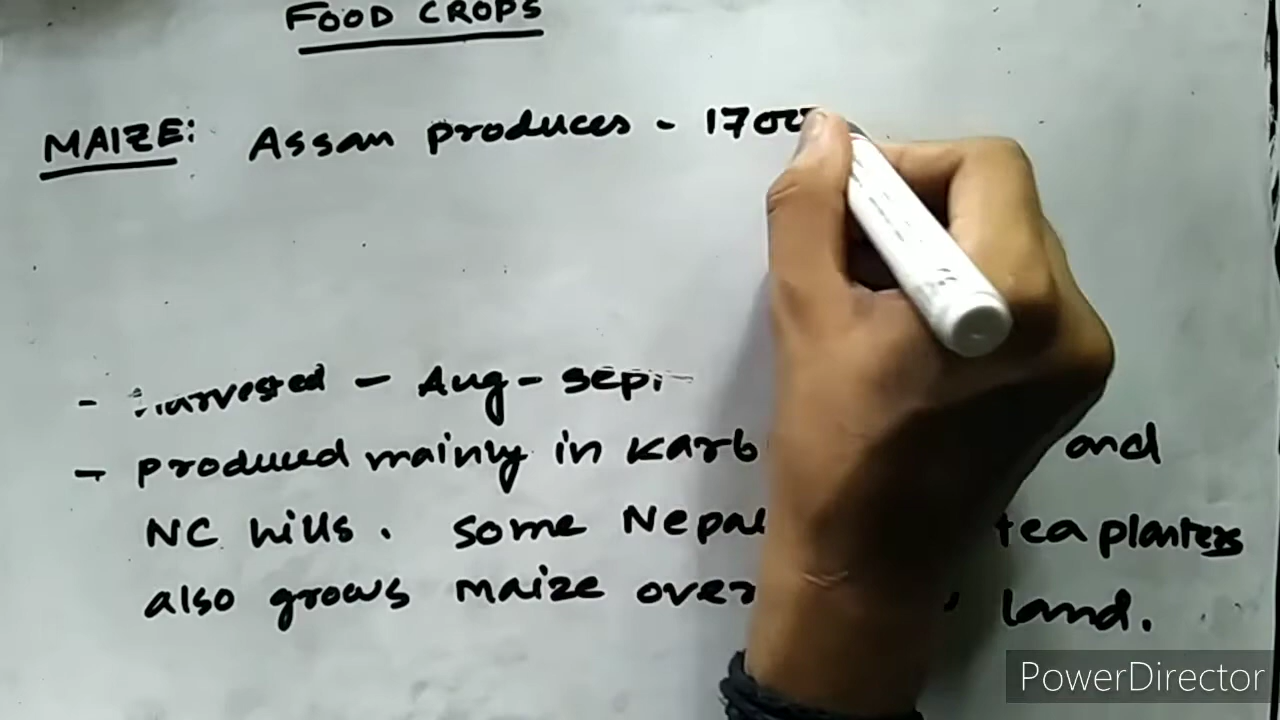 FOOD CROPS
MAIZE: Assam produces - 1700
- Harvested - Aug-Sept
- produced mainly in Karb and
NC hills. Some Nepal tea planters
also grows maize over land.
PowerDirector